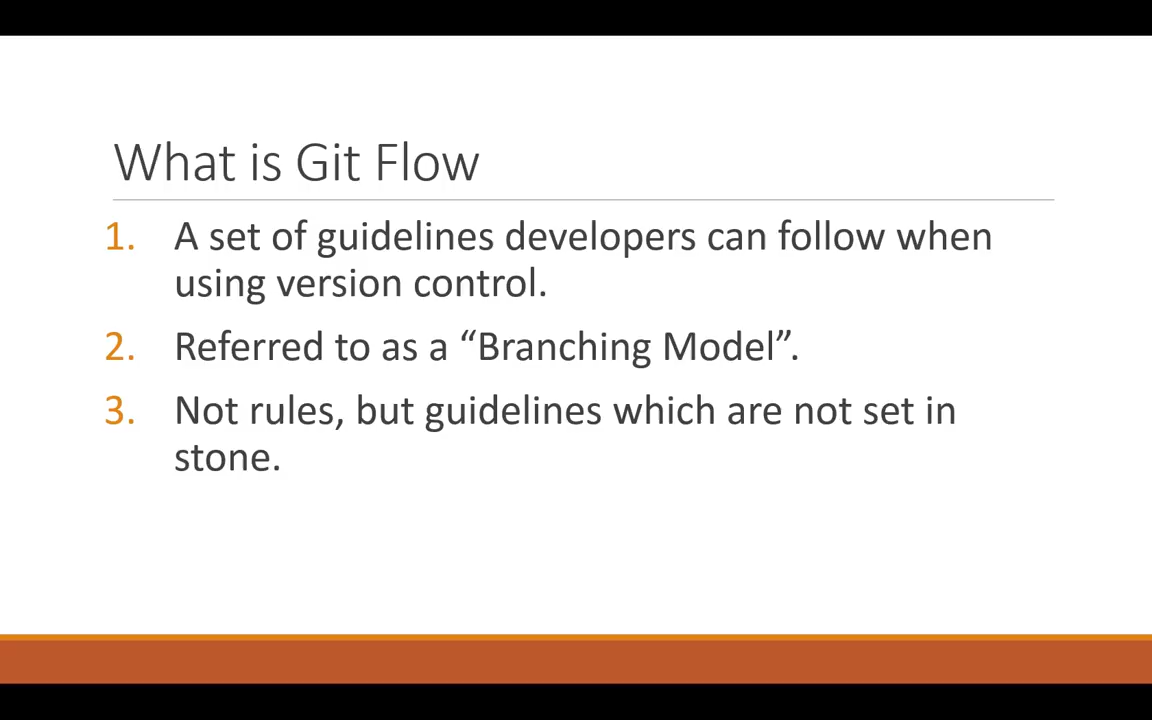 What is Git Flow
1. A set of guidelines developers can follow when
using version control.
2. Referred to as a “Branching Model”.
3. Not rules, but guidelines which are not set in
stone.